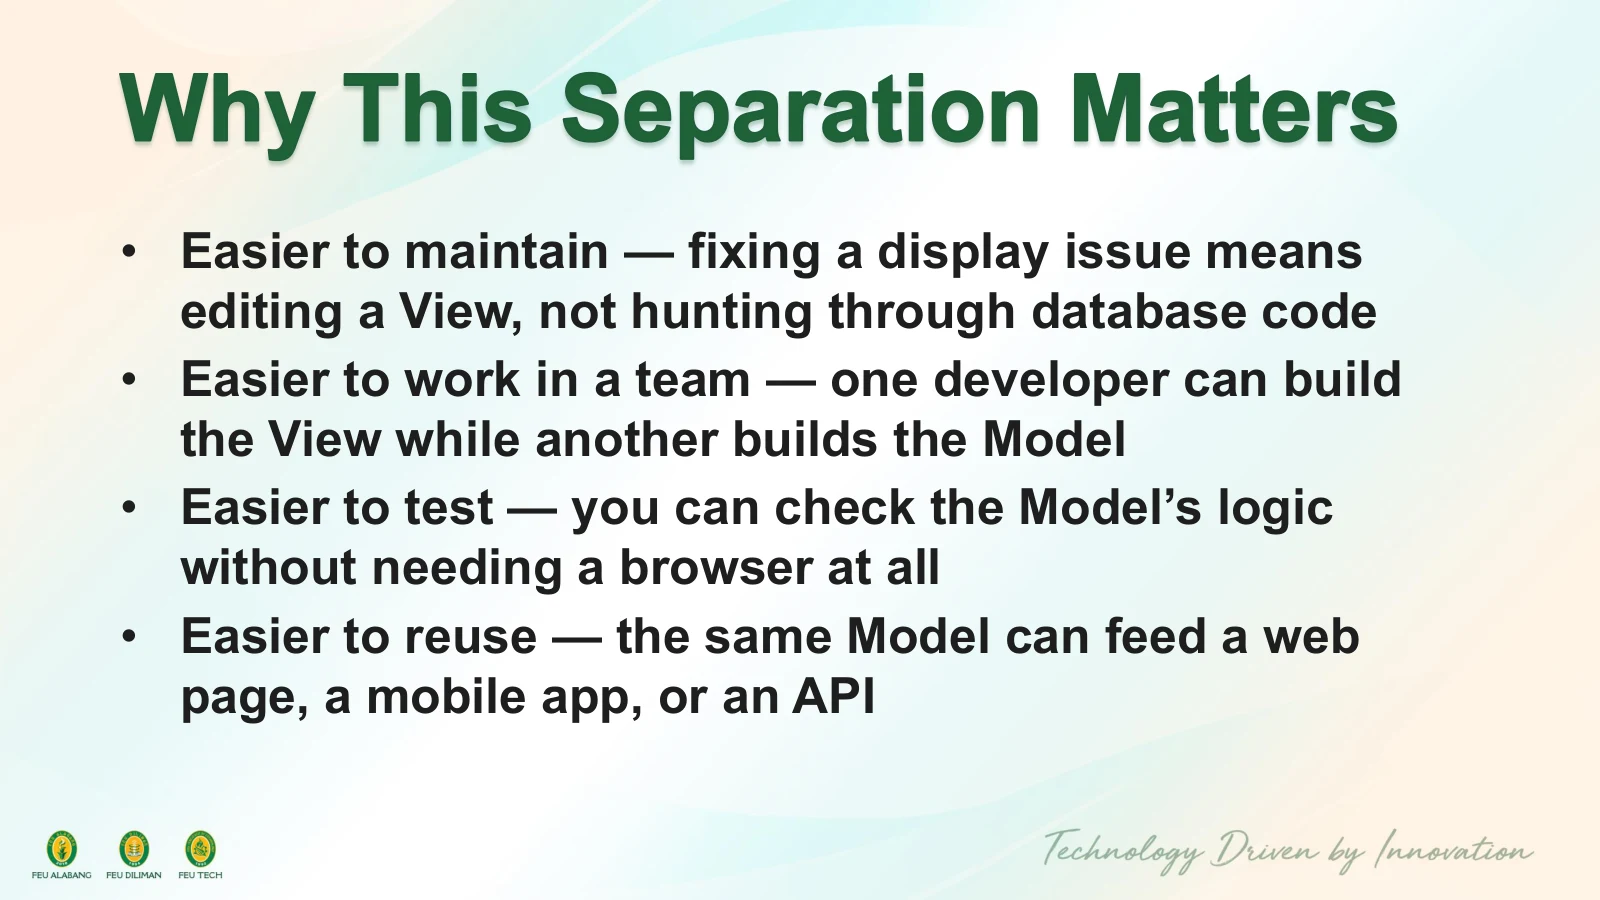 Why This Separation Matters
• Easier to maintain — fixing a display issue means
editing a View, not hunting through database code
• Easier to work in a team — one developer can build
the View while another builds the Model
• Easier to test — you can check the Model’s logic
without needing a browser at all
• Easier to reuse — the same Model can feed a web
page, a mobile app, or an API
FEU ALABANG FEU DILIMAN FEU TECH
Technology Driven by Innovation